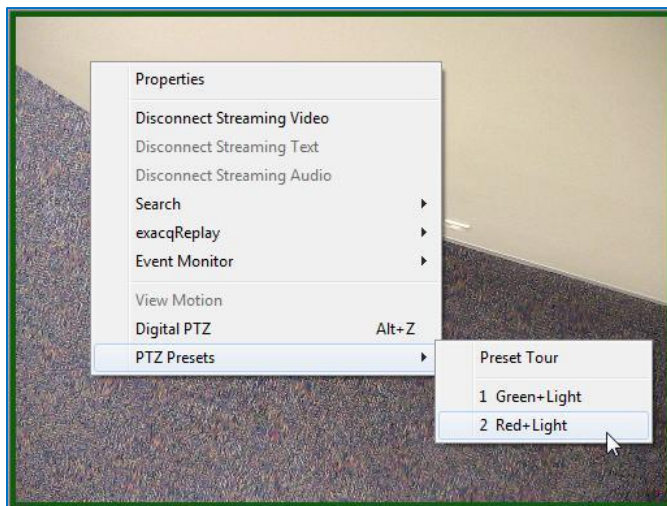 Properties
Disconnect Streaming Video
Disconnect Streaming Text
Disconnect Streaming Audio
Search
exacqReplay
Event Monitor
View Motion
Digital PTZ Alt+Z
PTZ Presets
Preset Tour
1 Green+Light
2 Red+Light